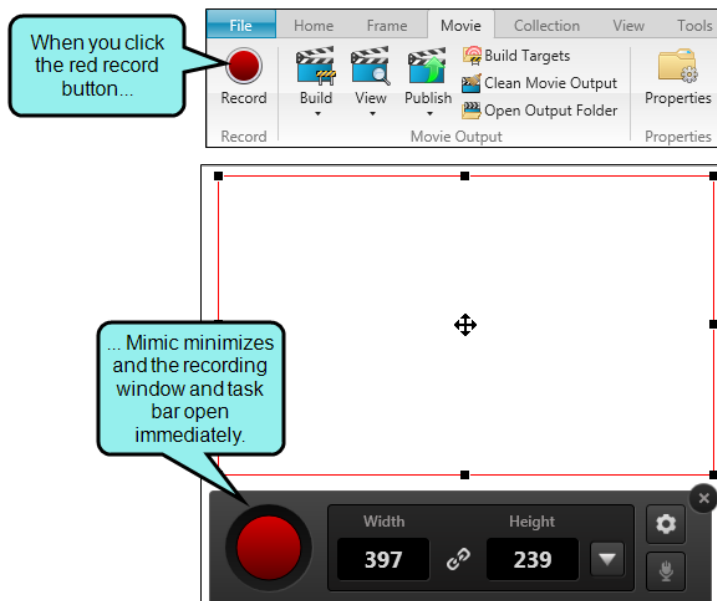 When you click
the red record
button...
File Home Frame Movie Collection View Tools
Record Build View Publish Build Targets
Clean Movie Output
Open Output Folder
Properties
Record Movie Output Properties
... Mimic minimizes
and the recording
window and task
bar open
immediately.
Width Height
397 239